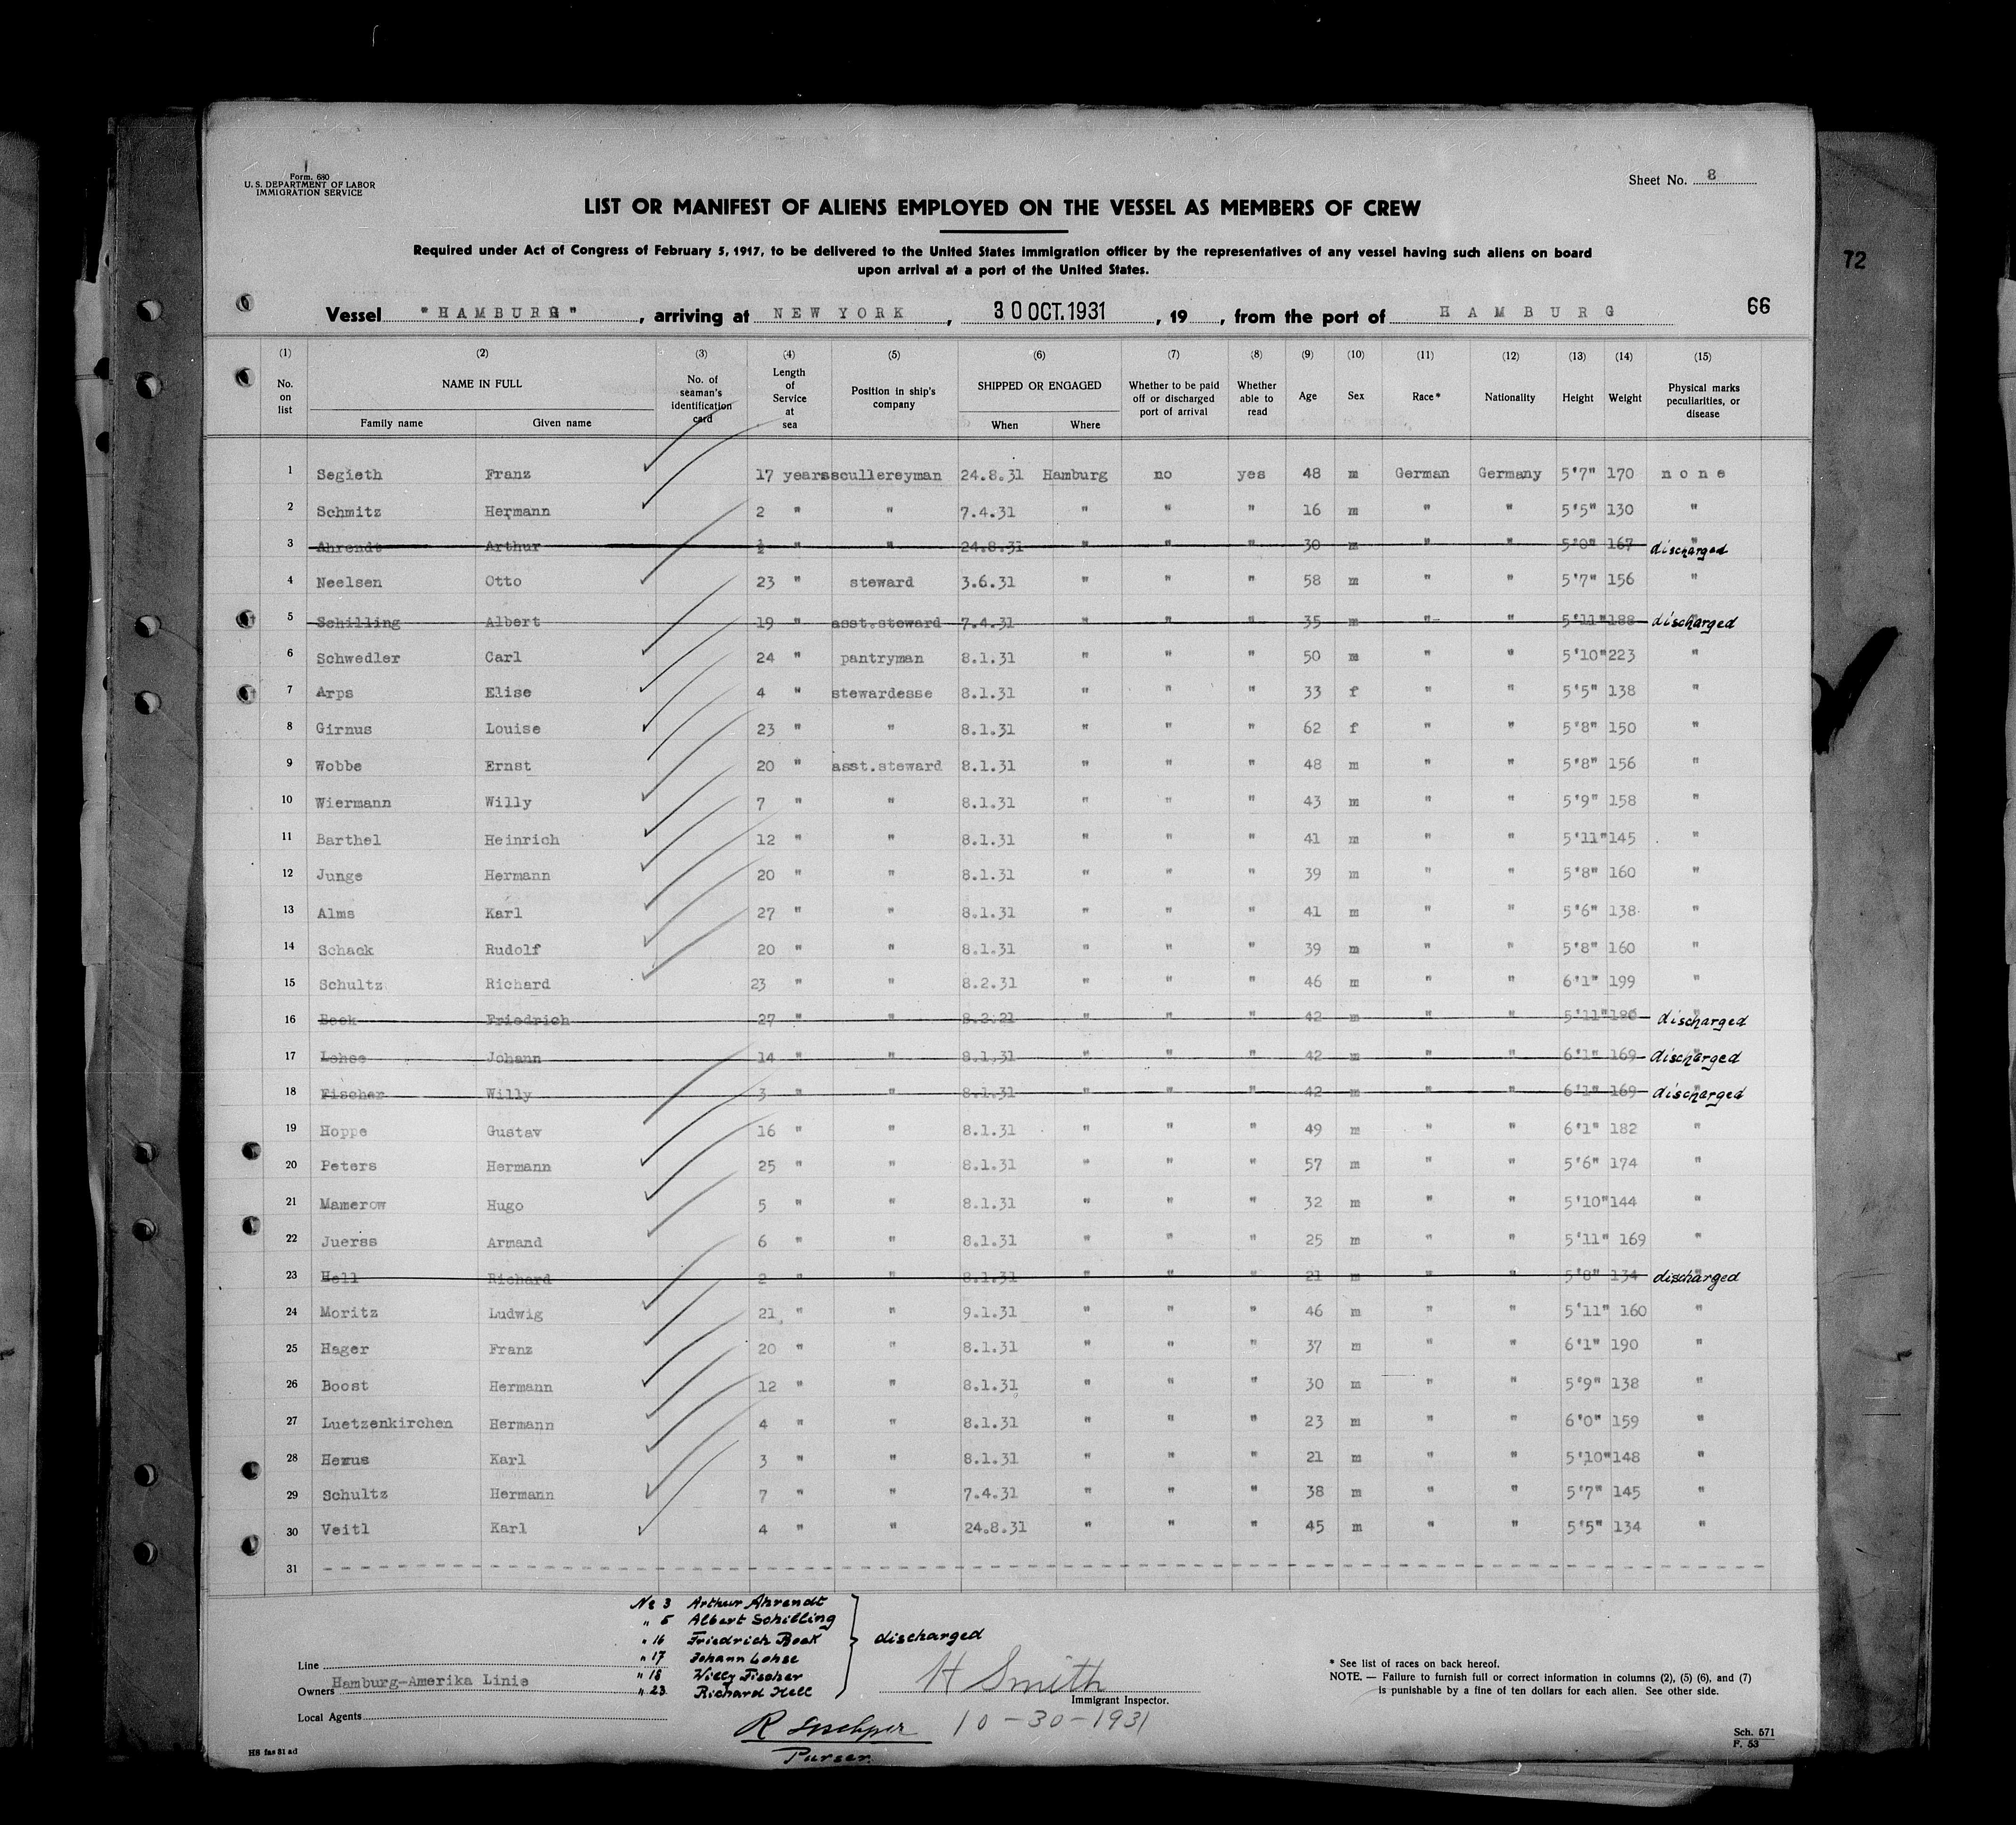 Form. 680
U. S. DEPARTMENT OF LABOR
IMMIGRATION SERVICE
Sheet No. 8
LIST OR MANIFEST OF ALIENS EMPLOYED ON THE VESSEL AS MEMBERS OF CREW
Required under Act of Congress of February 5, 1917, to be delivered to the United States immigration officer by the representatives of any vessel having such aliens on board
upon arrival at a port of the United States.
72
Vessel "HAMBURG" , arriving at NEW YORK , 30 OCT. 1931 , 19 , from the port of HAMBURG 66
(1) (2) (3) (4) (5) (6) (7) (8) (9) (10) (11) (12) (13) (14) (15)
No. on list NAME IN FULL Family name Given name No. of seaman's identification card Length of Service at sea Position in ship's company SHIPPED OR ENGAGED When Where Whether to be paid off or discharged port of arrival Whether able to read Age Sex Race* Nationality Height Weight Physical marks peculiarities, or disease
1 Segieth Franz 17 years scullereyman 24.8.31 Hamburg no yes 48 m German Germany 5'7" 170 none
2 Schmitz Hermann 2 " " 7.4.31 " " " 16 m " " 5'5" 130 "
3 Ahrendt Arthur ½ " " 24.8.31 " " " 30 m " " 5'0" 167 " discharged
4 Neelsen Otto 23 " steward 3.6.31 " " " 58 m " " 5'7" 156 "
5 Schilling Albert 19 " asst.steward 7.4.31 " " " 35 m " " 5'11" 188 " discharged
6 Schwedler Carl 24 " pantryman 8.1.31 " " " 50 m " " 5'10" 223 "
7 Arps Elise 4 " stewardesse 8.1.31 " " " 33 f " " 5'5" 138 "
8 Girnus Louise 23 " " 8.1.31 " " " 62 f " " 5'8" 150 "
9 Wobbe Ernst 20 " asst.steward 8.1.31 " " " 48 m " " 5'8" 156 "
10 Wiermann Willy 7 " " 8.1.31 " " " 43 m " " 5'9" 158 "
11 Barthel Heinrich 12 " " 8.1.31 " " " 41 m " " 5'11" 145 "
12 Junge Hermann 20 " " 8.1.31 " " " 39 m " " 5'8" 160 "
13 Alms Karl 27 " " 8.1.31 " " " 41 m " " 5'6" 138 "
14 Schack Rudolf 20 " " 8.1.31 " " " 39 m " " 5'8" 160 "
15 Schultz Richard 23 " " 8.2.31 " " " 46 m " " 6'1" 199 "
16 Book Friedrich 27 " " " " " 42 m " " 5'11" 186 " discharged
17 Lohse Johann 14 " " 8.1.31 " " " 42 m " " 6'1" 169 " discharged
18 Fischer Willy 3 " " 8.1.31 " " " 42 m " " 6'1" 169 " discharged
19 Hoppe Gustav 16 " " 8.1.31 " " " 49 m " " 6'1" 182 "
20 Peters Hermann 25 " " 8.1.31 " " " 57 m " " 5'6" 174 "
21 Mamerow Hugo 5 " " 8.1.31 " " " 32 m " " 5'10" 144 "
22 Juerss Armand 6 " " 8.1.31 " " " 25 m " " 5'11" 169 "
23 Hell Richard 2 " " 8.1.31 " " " 21 m " " 5'8" 134 " discharged
24 Moritz Ludwig 21 " " 9.1.31 " " " 46 m " " 5'11" 160 "
25 Hager Franz 20 " " 8.1.31 " " " 37 m " " 6'1" 190 "
26 Boost Hermann 12 " " 8.1.31 " " " 30 m " " 5'9" 138 "
27 Luetzenkirchen Hermann 4 " " 8.1.31 " " " 23 m " " 6'0" 159 "
28 Karl 3 " " 8.1.31 " " " 21 m " " 5'10" 148 "
29 Schultz Hermann 7 " " 7.4.31 " " " 38 m " " 5'7" 145 "
30 Veitl Karl 4 " " 24.8.31 " " " 45 m " " 5'5" 134 "
31
No 3 Arthur Ahrendt
" 5 Albert Schilling
" 16 Friedrich Book discharged
" 17 Johann Lohse
" 18 Willy Fischer
" 23 Richard Hell
Line
Owners Hamburg-Amerika Linie
Local Agents
H Smith
Immigrant Inspector.
10-30-1931
R
Purser.
* See list of races on back hereof.
NOTE. — Failure to furnish full or correct information in columns (2), (5) (6), and (7)
is punishable by a fine of ten dollars for each alien. See other side.
Sch. 571
F. 53
HB fas 31 ad